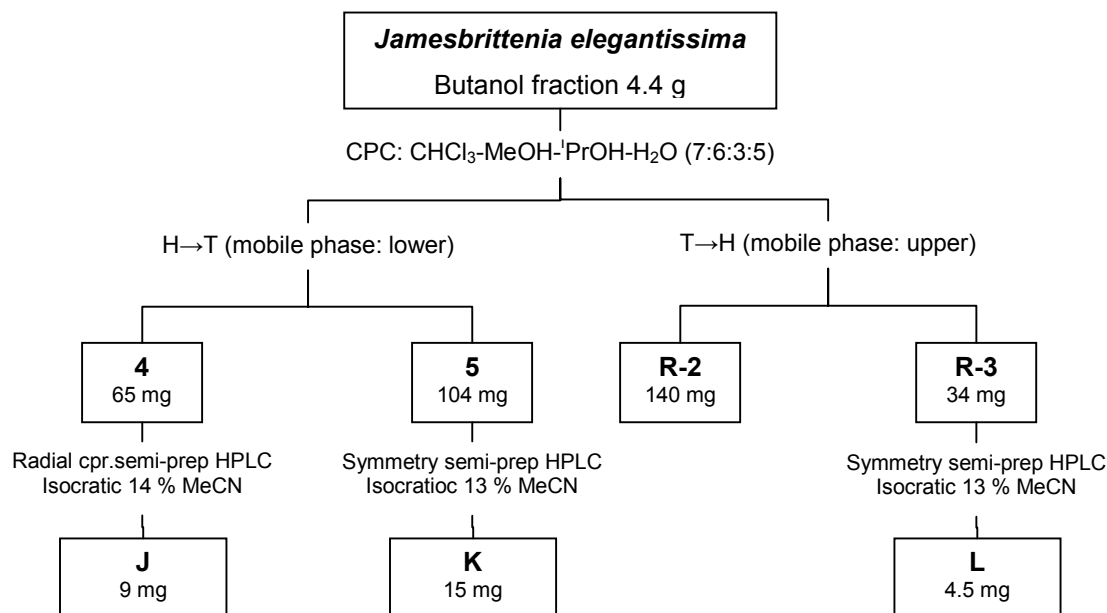 Jamesbrittenia elegantissima
Butanol fraction 4.4 g
CPC: CHCl₃-MeOH-ⁱPrOH-H₂O (7:6:3:5)
H→T (mobile phase: lower)
T→H (mobile phase: upper)
4
65 mg
5
104 mg
R-2
140 mg
R-3
34 mg
Radial cpr.semi-prep HPLC
Isocratic 14 % MeCN
Symmetry semi-prep HPLC
Isocratioc 13 % MeCN
Symmetry semi-prep HPLC
Isocratic 13 % MeCN
J
9 mg
K
15 mg
L
4.5 mg